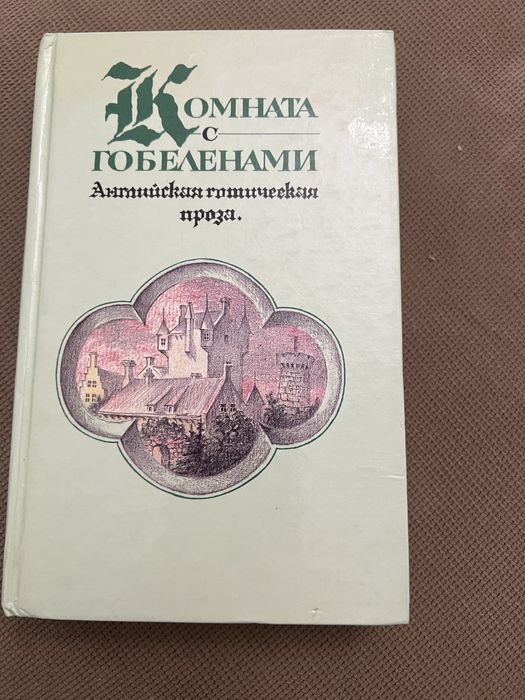 Комната
с
гобеленами
Английская готическая
проза.